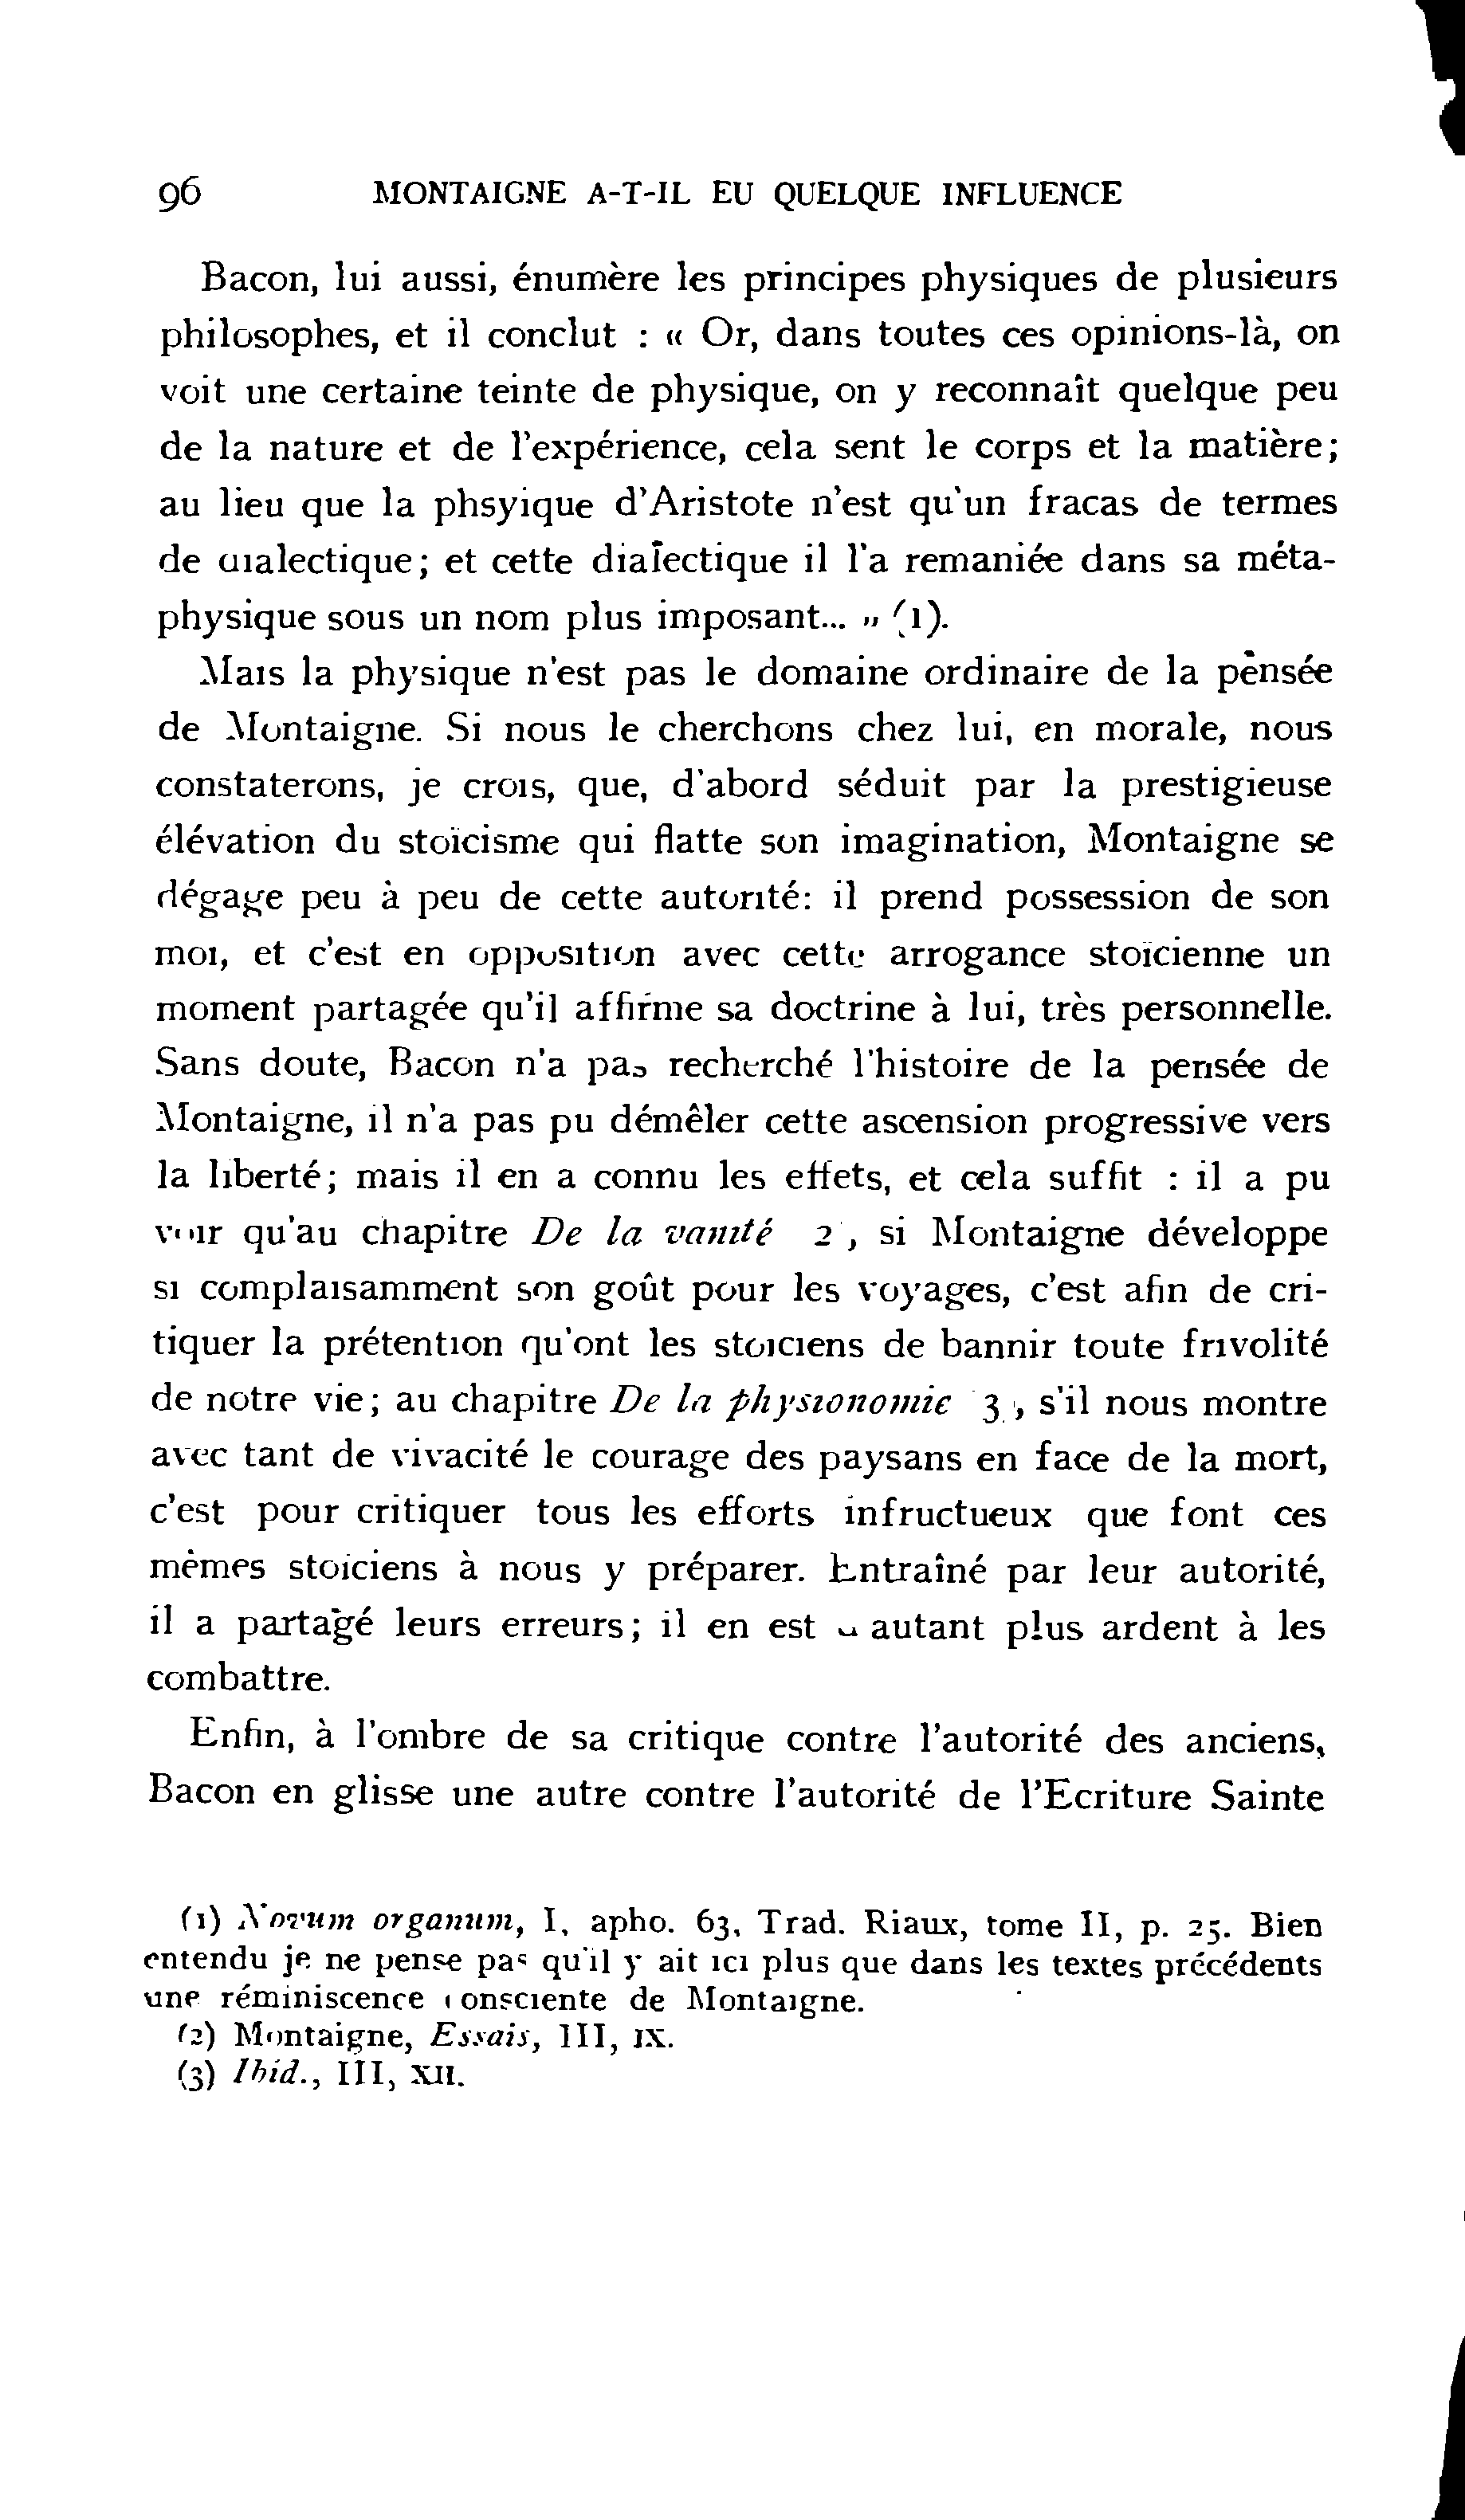 96 MONTAIGNE A-T-IL EU QUELQUE INFLUENCE
Bacon, lui aussi, énumère les principes physiques de plusieurs
philosophes, et il conclut : « Or, dans toutes ces opinions-là, on
voit une certaine teinte de physique, on y reconnaît quelque peu
de la nature et de l'expérience, cela sent le corps et la matière;
au lieu que la phsyique d'Aristote n'est qu'un fracas de termes
de dialectique; et cette dialectique il l'a remaniée dans sa méta-
physique sous un nom plus imposant... » (1).
Mais la physique n'est pas le domaine ordinaire de la pensée
de Montaigne. Si nous le cherchons chez lui, en morale, nous
constaterons, je crois, que, d'abord séduit par la prestigieuse
élévation du stoïcisme qui flatte son imagination, Montaigne se
dégage peu à peu de cette autorité: il prend possession de son
moi, et c'est en opposition avec cette arrogance stoïcienne un
moment partagée qu'il affirme sa doctrine à lui, très personnelle.
Sans doute, Bacon n'a pas recherché l'histoire de la pensée de
Montaigne, il n'a pas pu démêler cette ascension progressive vers
la liberté; mais il en a connu les effets, et cela suffit : il a pu
voir qu'au chapitre De la vanité (2), si Montaigne développe
si complaisamment son goût pour les voyages, c'est afin de cri-
tiquer la prétention qu'ont les stoïciens de bannir toute frivolité
de notre vie; au chapitre De la physionomie (3), s'il nous montre
avec tant de vivacité le courage des paysans en face de la mort,
c'est pour critiquer tous les efforts infructueux que font ces
mêmes stoïciens à nous y préparer. Entraîné par leur autorité,
il a partagé leurs erreurs; il en est d'autant plus ardent à les
combattre.
Enfin, à l'ombre de sa critique contre l'autorité des anciens,
Bacon en glisse une autre contre l'autorité de l'Ecriture Sainte
(1) Novum organum, I, apho. 63, Trad. Riaux, tome II, p. 25. Bien
entendu je ne pense pas qu'il y ait ici plus que dans les textes précédents
une réminiscence consciente de Montaigne.
(2) Montaigne, Essais, III, IX.
(3) Ibid., III, XII.